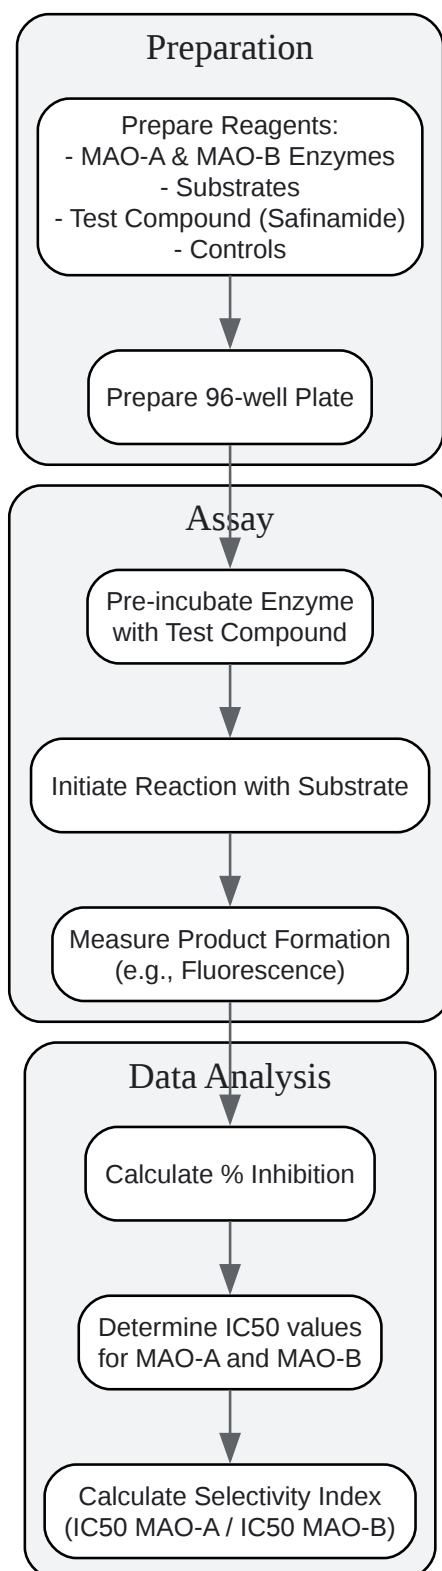 Preparation
Prepare Reagents:
- MAO-A & MAO-B Enzymes
- Substrates
- Test Compound (Safinamide)
- Controls
Prepare 96-well Plate
Assay
Pre-incubate Enzyme
with Test Compound
Initiate Reaction with Substrate
Measure Product Formation
(e.g., Fluorescence)
Data Analysis
Calculate % Inhibition
Determine IC50 values
for MAO-A and MAO-B
Calculate Selectivity Index
(IC50 MAO-A / IC50 MAO-B)